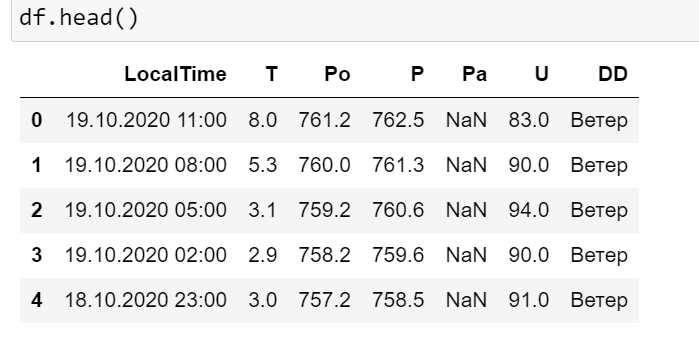 df.head()
LocalTime T Po P Pa U DD
0 19.10.2020 11:00 8.0 761.2 762.5 NaN 83.0 Ветер
1 19.10.2020 08:00 5.3 760.0 761.3 NaN 90.0 Ветер
2 19.10.2020 05:00 3.1 759.2 760.6 NaN 94.0 Ветер
3 19.10.2020 02:00 2.9 758.2 759.6 NaN 90.0 Ветер
4 18.10.2020 23:00 3.0 757.2 758.5 NaN 91.0 Ветер